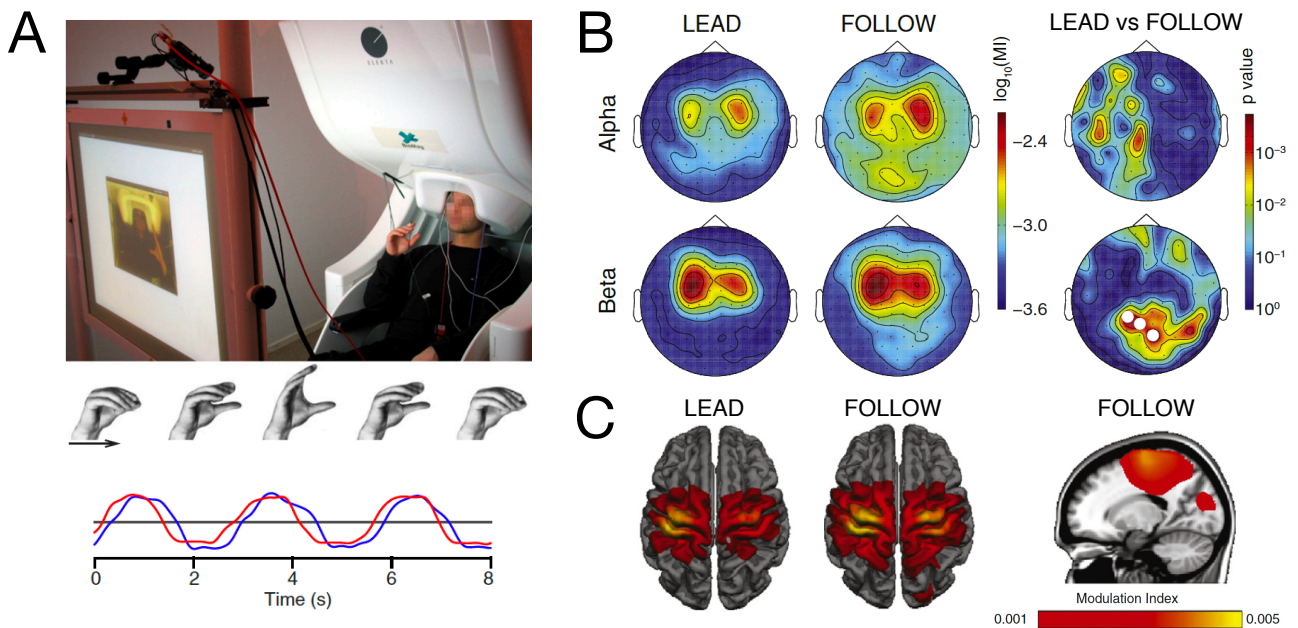 A
ELEKTA
0
2
4
6
8
Time (s)
B
LEAD
FOLLOW
LEAD vs FOLLOW
Alpha
Beta
log10(MI)
−2.4
−3.0
−3.6
p value
10−3
10−2
10−1
100
C
LEAD
FOLLOW
FOLLOW
Modulation Index
0.001
0.005